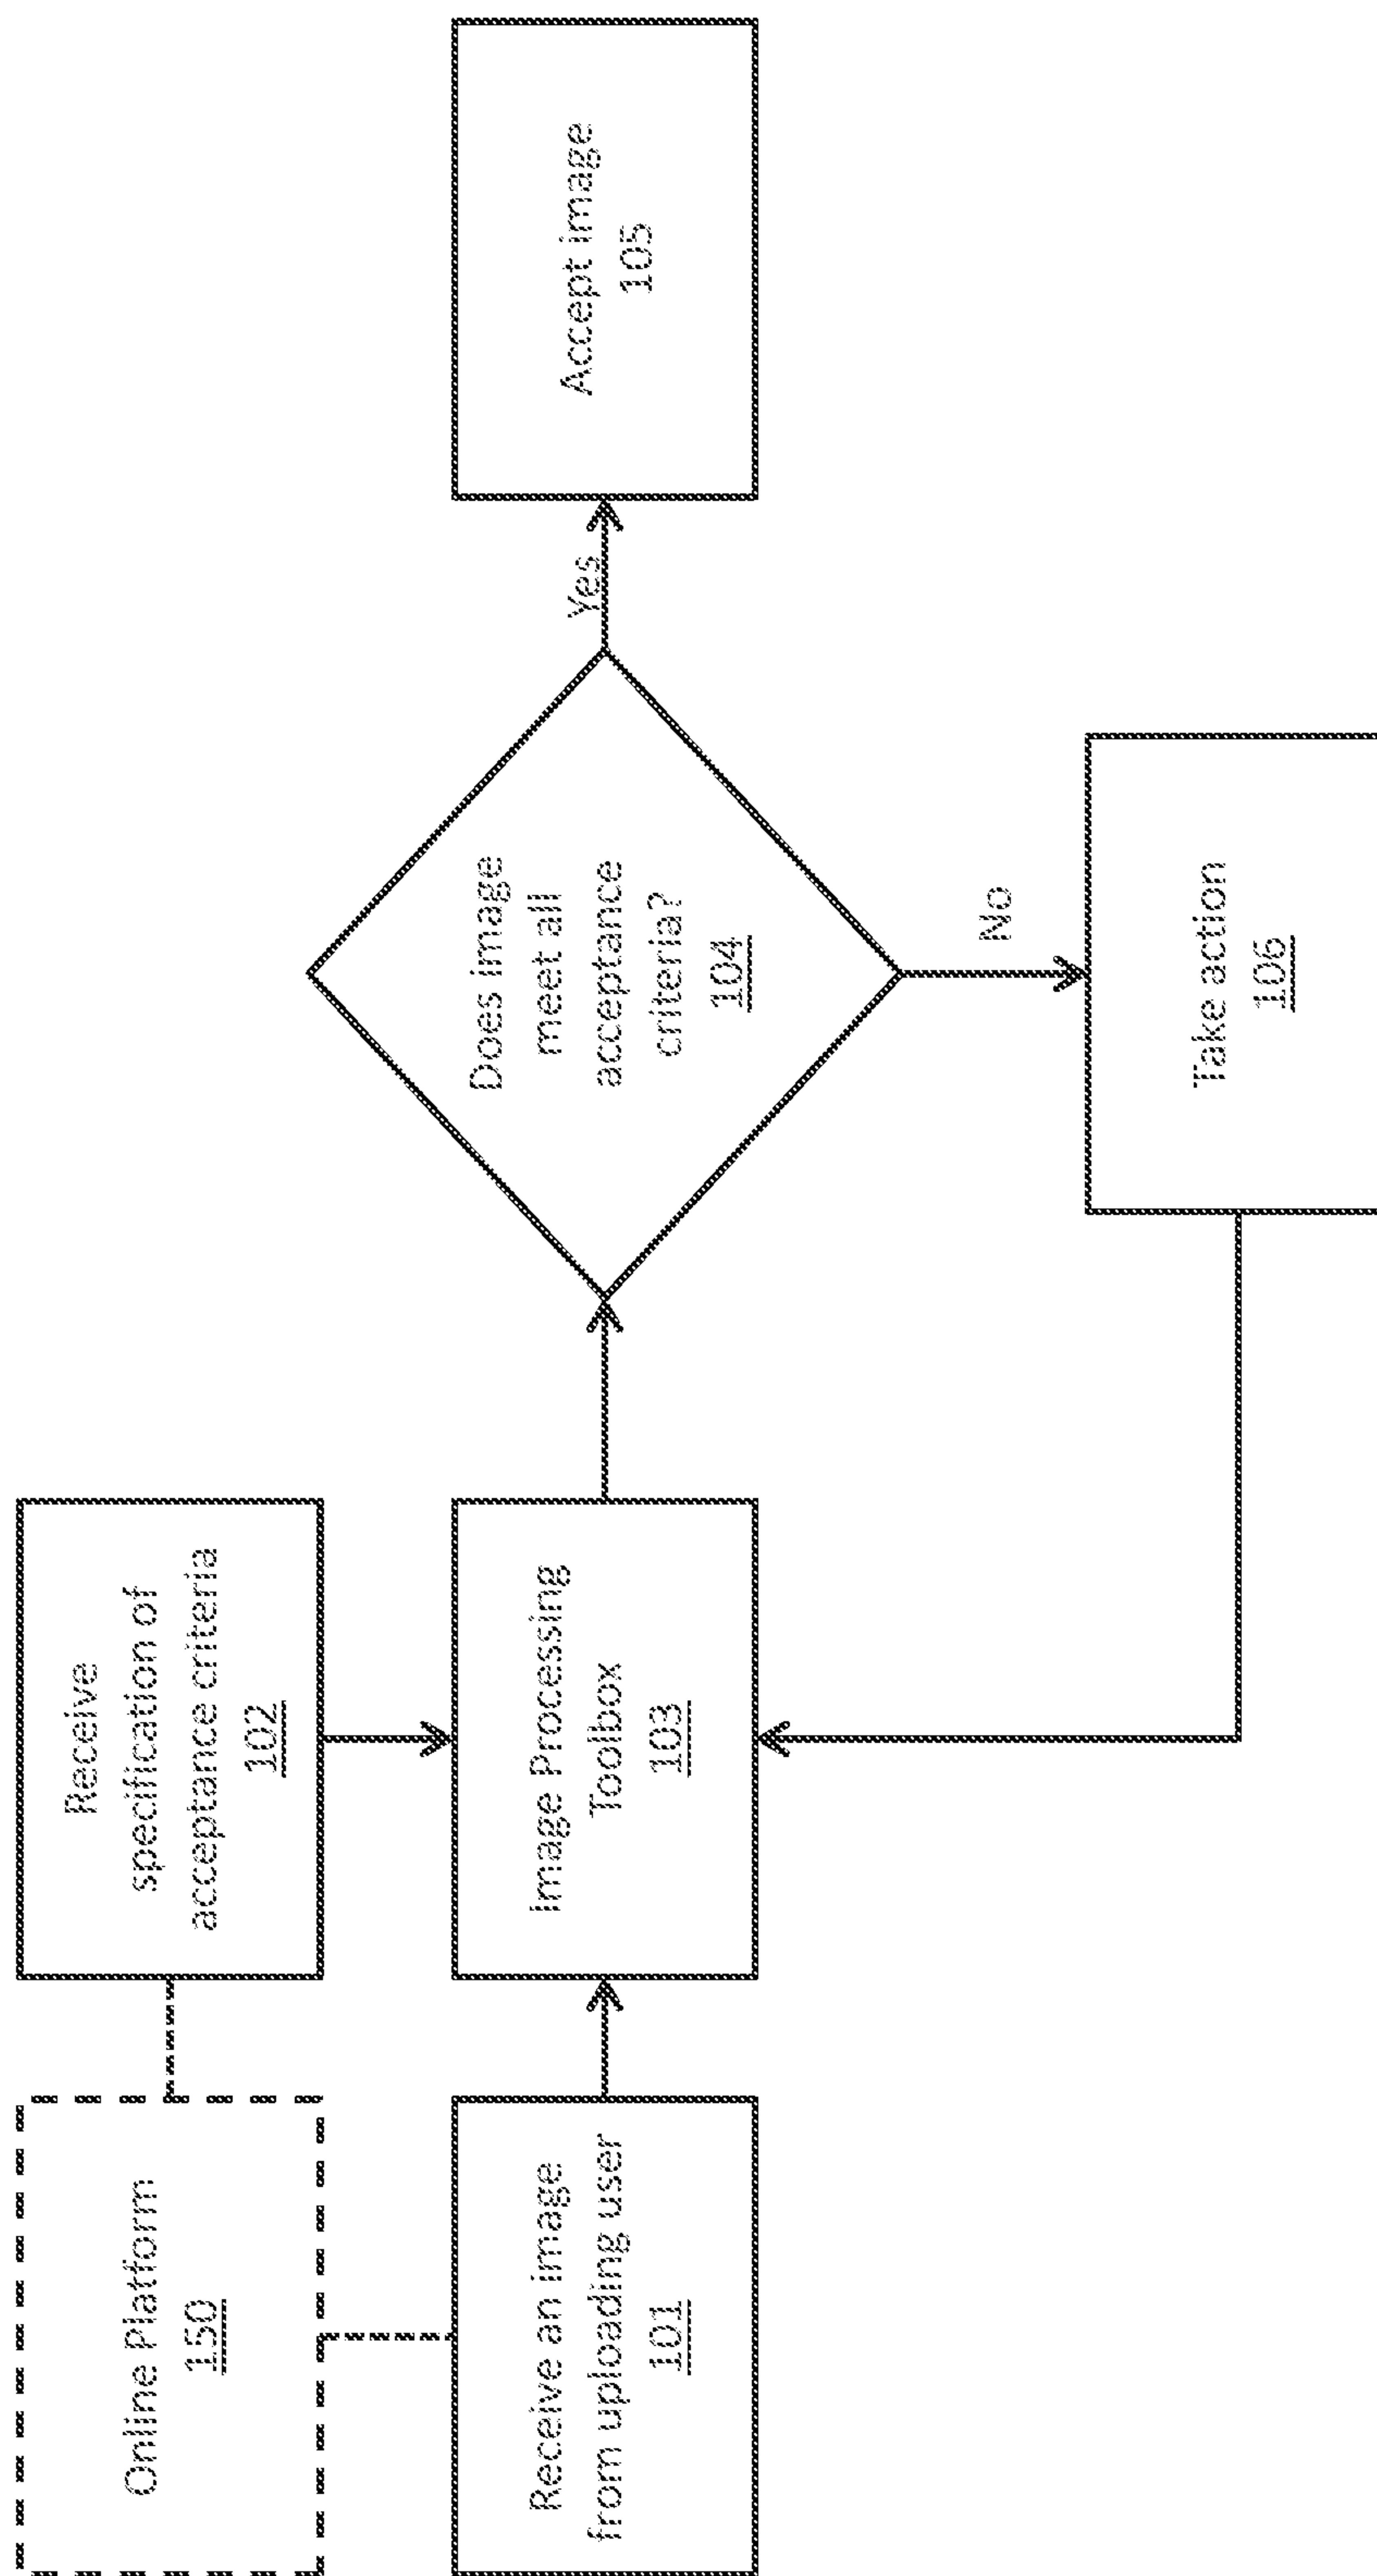 Online Platform
150
Receive
specification of
acceptance criteria
102
Receive an image
from uploading user
101
Image Processing
Toolbox
103
Does image
meet all
acceptance
criteria?
104
Yes
Accept image
105
No
Take action
106